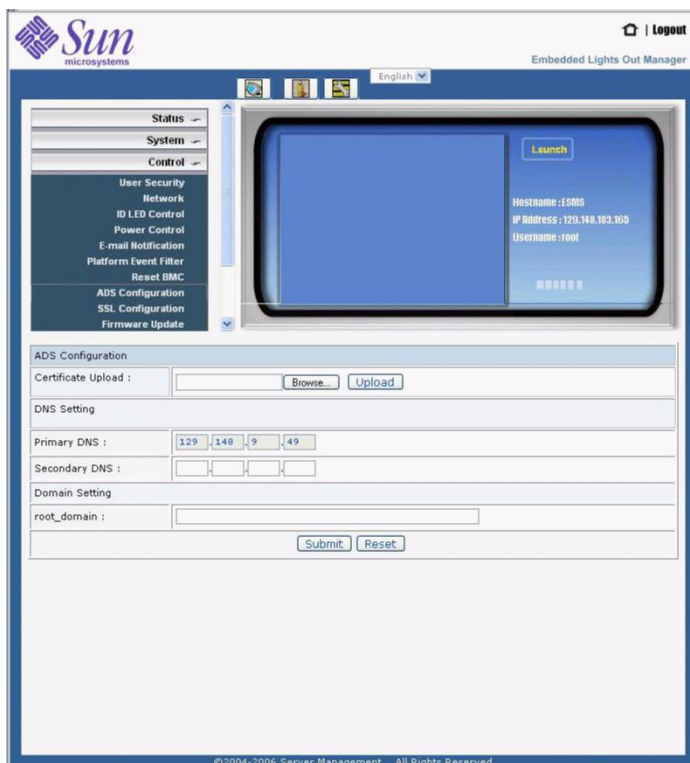 Sun
microsystems
| Logout
Embedded Lights Out Manager
English
Status
System
Control
User Security
Network
ID LED Control
Power Control
E-mail Notification
Platform Event Filter
Reset BMC
ADS Configuration
SSL Configuration
Firmware Update
Launch
Hostname :ESMS
IP Address : 129.148.183.165
Username :root
ADS Configuration
Certificate Upload :
Browse... Upload
DNS Setting
Primary DNS : 129 . 148 . 9 . 49
Secondary DNS : . . .
Domain Setting
root_domain :
Submit Reset
©2004-2006 Server Management All Rights Reserved